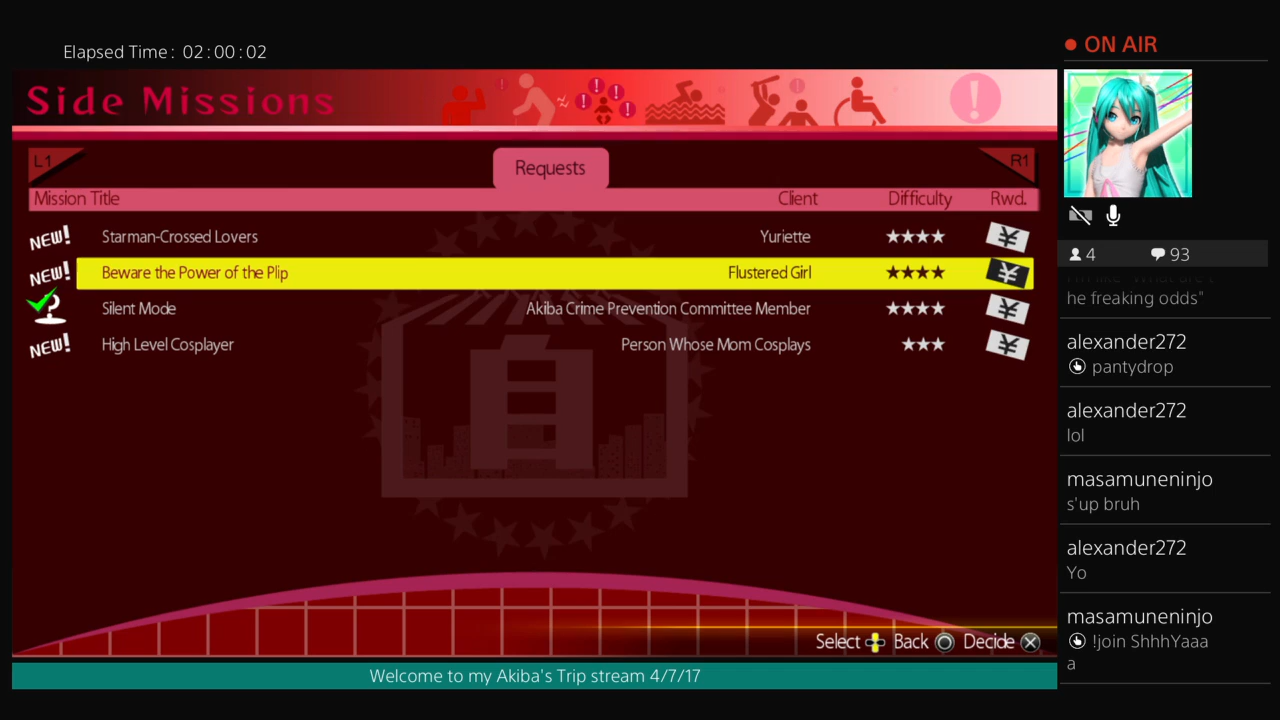 Elapsed Time: 02:00:02
ON AIR
Side Missions
L1
Requests
R1
Mission Title Client Difficulty Rwd.
NEW! Starman-Crossed Lovers Yuriette ★★★★ ¥
NEW! Beware the Power of the Plip Flustered Girl ★★★★ ¥
Silent Mode Akiba Crime Prevention Committee Member ★★★★ ¥
NEW! High Level Cosplayer Person Whose Mom Cosplays ★★★ ¥
Select Back Decide
Welcome to my Akiba's Trip stream 4/7/17
4 93
he freaking odds"
alexander272
pantydrop
alexander272
lol
masamuneninjo
s'up bruh
alexander272
Yo
masamuneninjo
!join ShhhYaaa
a